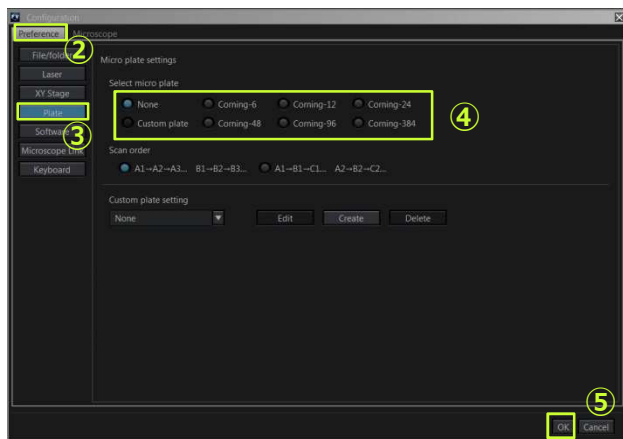 Configuration
Preference Microscope
②
File/folder
Laser
XY Stage
Plate
③
Software
Microscope Link
Keyboard
Micro plate settings
Select micro plate
None Corning-6 Corning-12 Corning-24
Custom plate Corning-48 Corning-96 Corning-384
④
Scan order
A1→A2→A3... B1→B2→B3... A1→B1→C1... A2→B2→C2...
Custom plate setting
None Edit Create Delete
⑤
OK Cancel